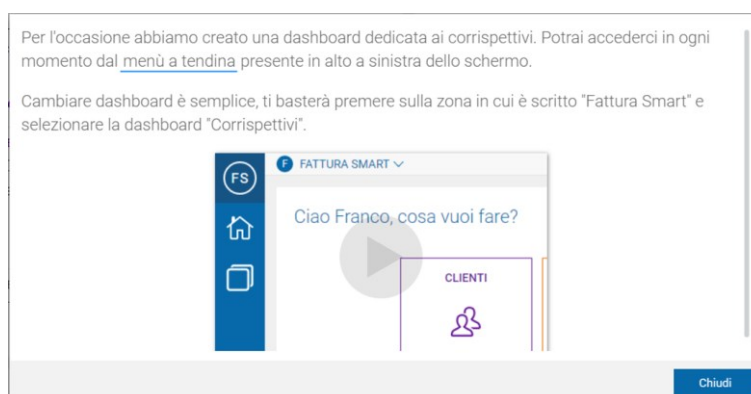 Per l'occasione abbiamo creato una dashboard dedicata ai corrispettivi. Potrai accederci in ogni
momento dal menù a tendina presente in alto a sinistra dello schermo.
Cambiare dashboard è semplice, ti basterà premere sulla zona in cui è scritto "Fattura Smart" e
selezionare la dashboard "Corrispettivi".
FS
F FATTURA SMART
Ciao Franco, cosa vuoi fare?
CLIENTI
Chiudi